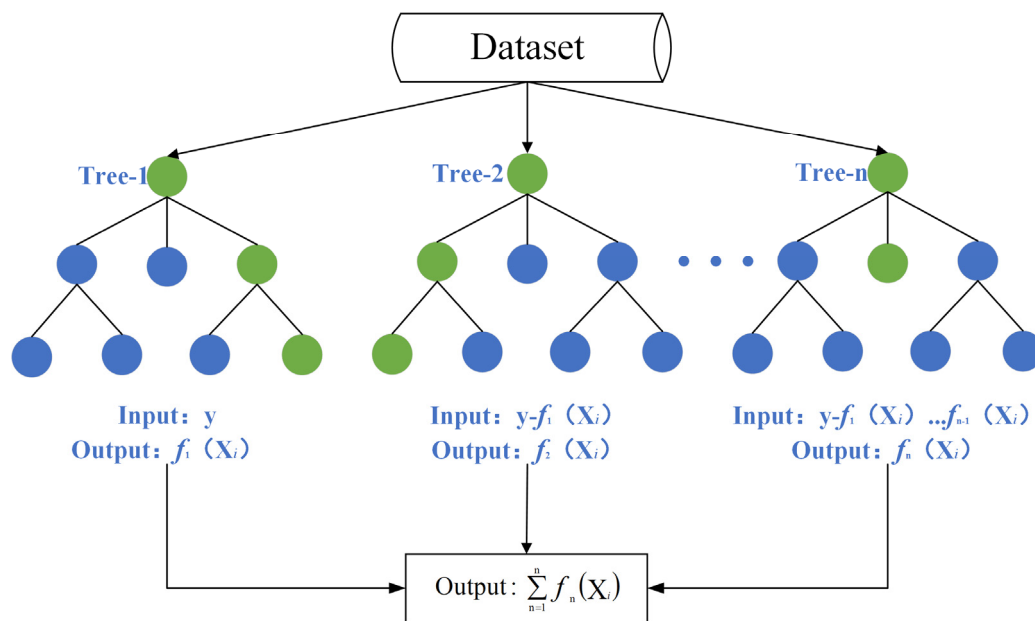 Dataset
Tree-1
Tree-2
Tree-n
Input：y
Output：f₁（Xᵢ）
Input：y-f₁（Xᵢ）
Output：f₂（Xᵢ）
Input：y-f₁（Xᵢ）...fₙ₋₁（Xᵢ）
Output：fₙ（Xᵢ）
Output: ∑ₙ₌₁ⁿ fₙ(Xᵢ)